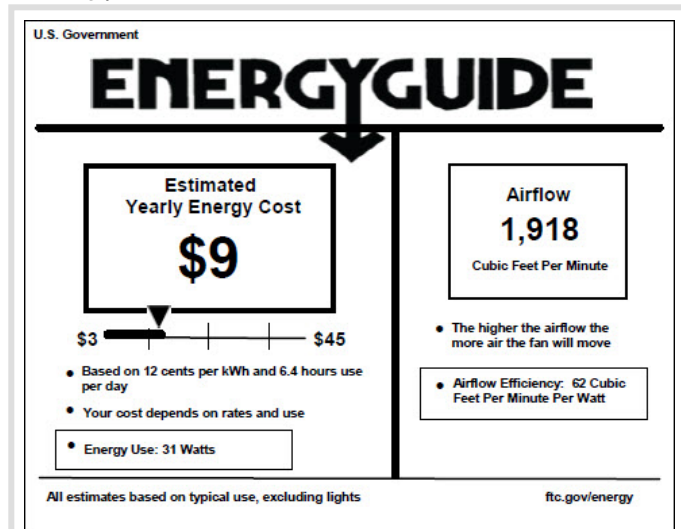 U.S. Government
ENERGYGUIDE
Estimated
Yearly Energy Cost
$9
$3
$45
• Based on 12 cents per kWh and 6.4 hours use
per day
• Your cost depends on rates and use
• Energy Use: 31 Watts
Airflow
1,918
Cubic Feet Per Minute
• The higher the airflow the
more air the fan will move
• Airflow Efficiency: 62 Cubic
Feet Per Minute Per Watt
All estimates based on typical use, excluding lights
ftc.gov/energy